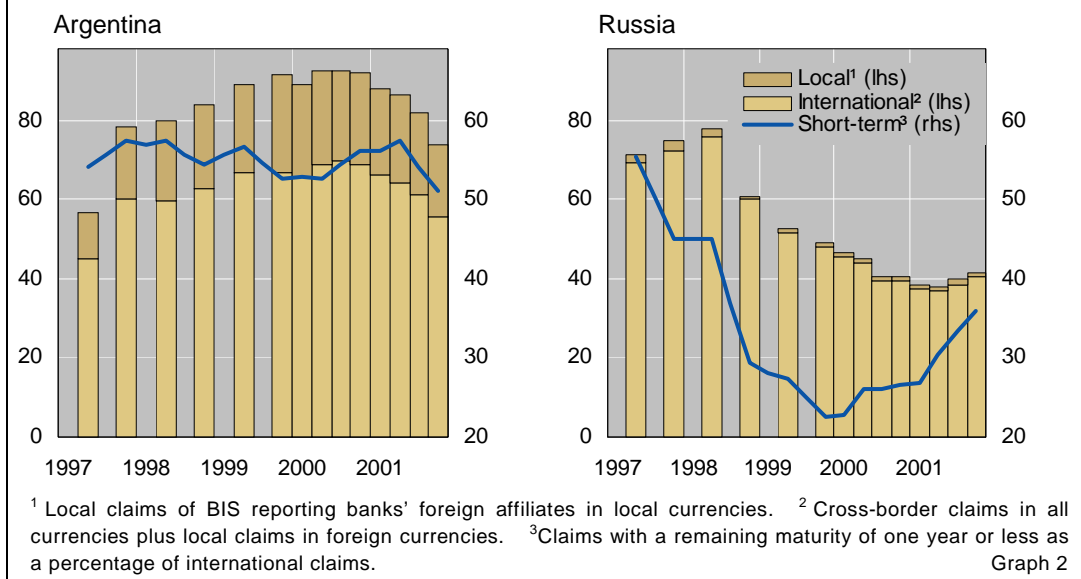 Argentina
Russia
Local¹ (lhs)
International² (lhs)
Short-term³ (rhs)
80 60
60 50
40 40
20 30
0 20
1997 1998 1999 2000 2001
80 60
60 50
40 40
20 30
0 20
1997 1998 1999 2000 2001
¹ Local claims of BIS reporting banks' foreign affiliates in local currencies. ² Cross-border claims in all
currencies plus local claims in foreign currencies. ³Claims with a remaining maturity of one year or less as
a percentage of international claims. Graph 2